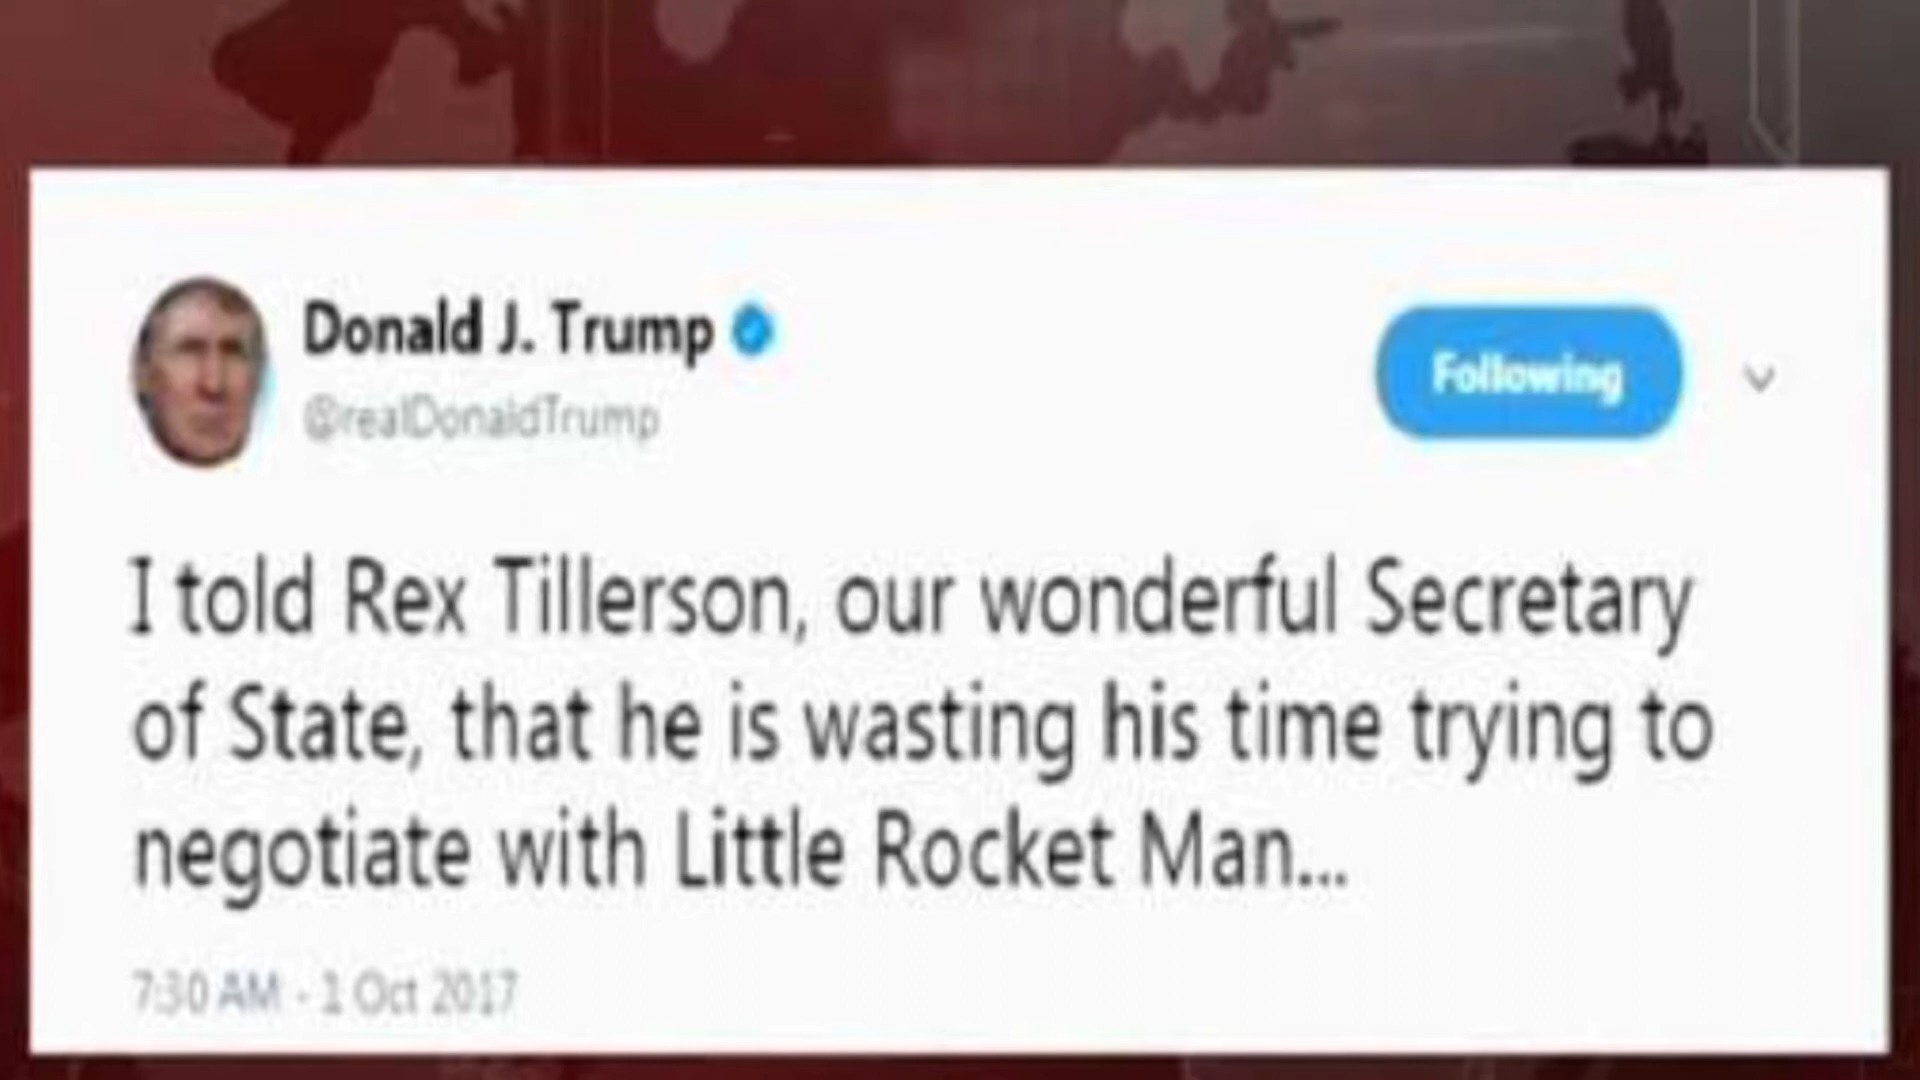 Donald J. Trump
@realDonaldTrump
Following
I told Rex Tillerson, our wonderful Secretary
of State, that he is wasting his time trying to
negotiate with Little Rocket Man...
7:30 AM - 1 Oct 2017